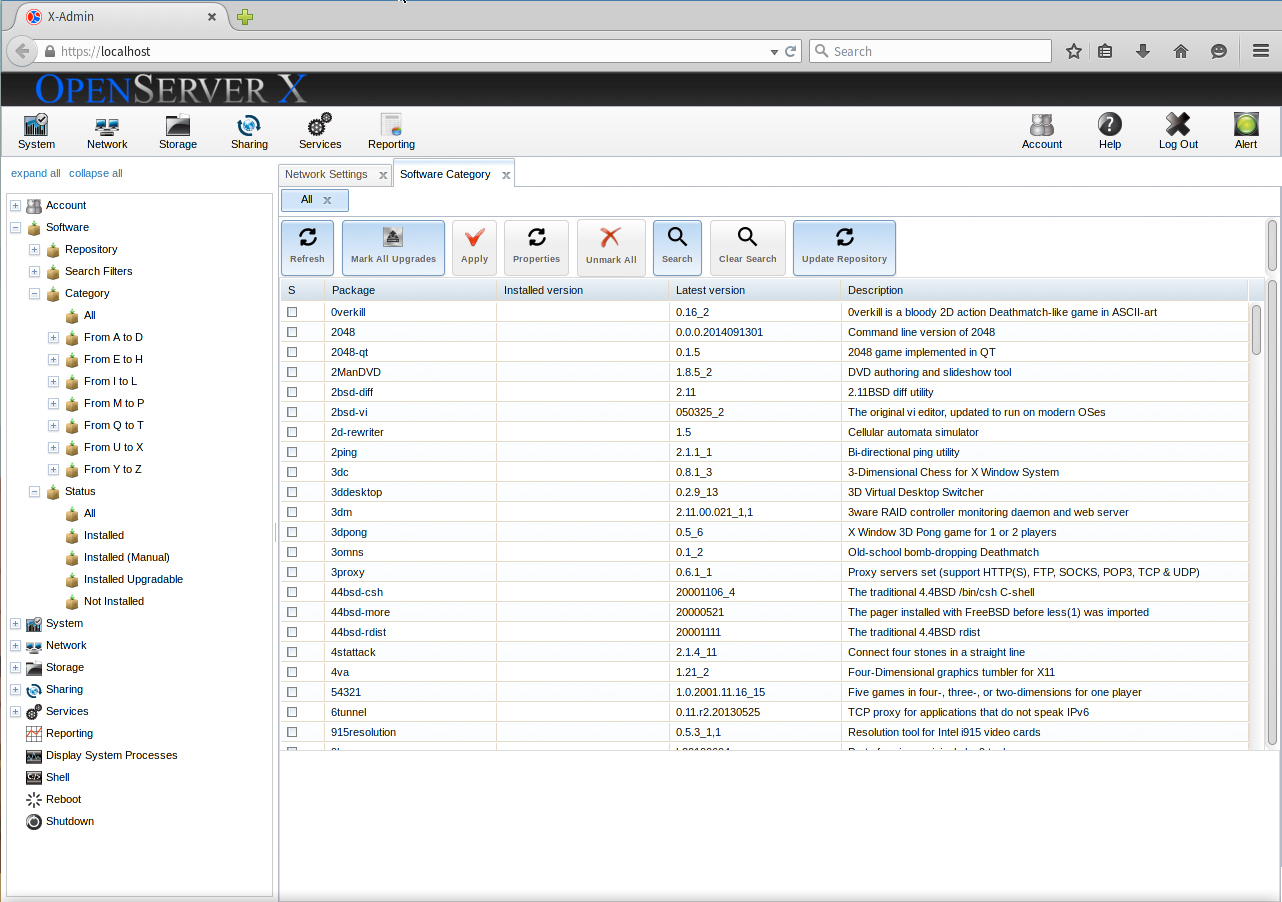 X-Admin
https://localhost
Search
OPENSERVER X
System Network Storage Sharing Services Reporting Account Help Log Out Alert
expand all collapse all
Account
Software
Repository
Search Filters
Category
All
From A to D
From E to H
From I to L
From M to P
From Q to T
From U to X
From Y to Z
Status
All
Installed
Installed (Manual)
Installed Upgradable
Not Installed
System
Network
Storage
Sharing
Services
Reporting
Display System Processes
Shell
Reboot
Shutdown
Network Settings x Software Category x
All x
Refresh Mark All Upgrades Apply Properties Unmark All Search Clear Search Update Repository
S Package Installed version Latest version Description
0verkill 0.16_2 0verkill is a bloody 2D action Deathmatch-like game in ASCII-art
2048 0.0.0.2014091301 Command line version of 2048
2048-qt 0.1.5 2048 game implemented in QT
2ManDVD 1.8.5_2 DVD authoring and slideshow tool
2bsd-diff 2.11 2.11BSD diff utility
2bsd-vi 050325_2 The original vi editor, updated to run on modern OSes
2d-rewriter 1.5 Cellular automata simulator
2ping 2.1.1_1 Bi-directional ping utility
3dc 0.8.1_3 3-Dimensional Chess for X Window System
3ddesktop 0.2.9_13 3D Virtual Desktop Switcher
3dm 2.11.00.021_1,1 3ware RAID controller monitoring daemon and web server
3dpong 0.5_6 X Window 3D Pong game for 1 or 2 players
3omns 0.1_2 Old-school bomb-dropping Deathmatch
3proxy 0.6.1_1 Proxy servers set (support HTTP(S), FTP, SOCKS, POP3, TCP & UDP)
44bsd-csh 20001106_4 The traditional 4.4BSD /bin/csh C-shell
44bsd-more 20000521 The pager installed with FreeBSD before less(1) was imported
44bsd-rdist 20001111 The traditional 4.4BSD rdist
4stattack 2.1.4_11 Connect four stones in a straight line
4va 1.21_2 Four-Dimensional graphics tumbler for X11
54321 1.0.2001.11.16_15 Five games in four-, three-, or two-dimensions for one player
6tunnel 0.11.r2.20130525 TCP proxy for applications that do not speak IPv6
915resolution 0.5.3_1,1 Resolution tool for Intel i915 video cards